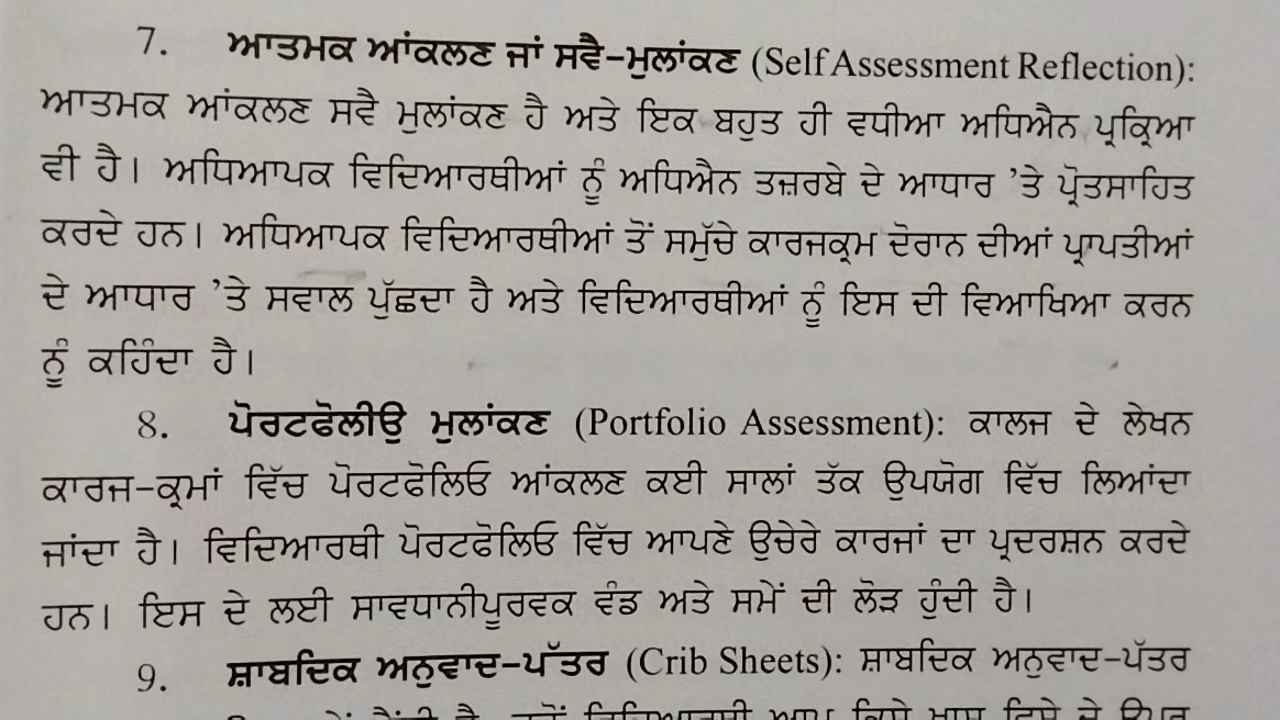 7. ਆਤਮਕ ਆਂਕਲਣ ਜਾਂ ਸਵੈ-ਮੁਲਾਂਕਣ (Self Assessment Reflection):
ਆਤਮਕ ਆਂਕਲਣ ਸਵੈ ਮੁਲਾਂਕਣ ਹੈ ਅਤੇ ਇਕ ਬਹੁਤ ਹੀ ਵਧੀਆ ਅਧਿਐਨ ਪ੍ਰਕ੍ਰਿਆ
ਵੀ ਹੈ। ਅਧਿਆਪਕ ਵਿਦਿਆਰਥੀਆਂ ਨੂੰ ਅਧਿਐਨ ਤਜ਼ਰਬੇ ਦੇ ਆਧਾਰ ’ਤੇ ਪ੍ਰੋਤਸਾਹਿਤ
ਕਰਦੇ ਹਨ। ਅਧਿਆਪਕ ਵਿਦਿਆਰਥੀਆਂ ਤੋਂ ਸਮੁੱਚੇ ਕਾਰਜਕ੍ਰਮ ਦੋਰਾਨ ਦੀਆਂ ਪ੍ਰਾਪਤੀਆਂ
ਦੇ ਆਧਾਰ ’ਤੇ ਸਵਾਲ ਪੁੱਛਦਾ ਹੈ ਅਤੇ ਵਿਦਿਆਰਥੀਆਂ ਨੂੰ ਇਸ ਦੀ ਵਿਆਖਿਆ ਕਰਨ
ਨੂੰ ਕਹਿੰਦਾ ਹੈ।
8. ਪੋਰਟਫੋਲੀਉ ਮੁਲਾਂਕਣ (Portfolio Assessment): ਕਾਲਜ ਦੇ ਲੇਖਨ
ਕਾਰਜ-ਕ੍ਰਮਾਂ ਵਿੱਚ ਪੋਰਟਫੋਲਿਓ ਆਂਕਲਣ ਕਈ ਸਾਲਾਂ ਤੱਕ ਉਪਯੋਗ ਵਿੱਚ ਲਿਆਂਦਾ
ਜਾਂਦਾ ਹੈ। ਵਿਦਿਆਰਥੀ ਪੋਰਟਫੋਲਿਓ ਵਿੱਚ ਆਪਣੇ ਉਚੇਰੇ ਕਾਰਜਾਂ ਦਾ ਪ੍ਰਦਰਸ਼ਨ ਕਰਦੇ
ਹਨ। ਇਸ ਦੇ ਲਈ ਸਾਵਧਾਨੀਪੂਰਵਕ ਵੰਡ ਅਤੇ ਸਮੇਂ ਦੀ ਲੋੜ ਹੁੰਦੀ ਹੈ।
9. ਸ਼ਾਬਦਿਕ ਅਨੁਵਾਦ-ਪੱਤਰ (Crib Sheets): ਸ਼ਾਬਦਿਕ ਅਨੁਵਾਦ-ਪੱਤਰ